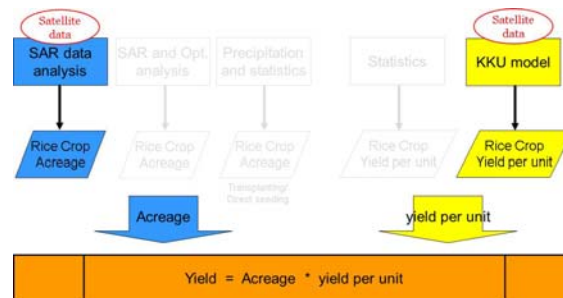 Satellite
data
Satellite
data
SAR data
analysis
SAR and Opt.
analysis
Precipitation
and statistics
Statistics
KKU model
Rice Crop
Acreage
Rice Crop
Acreage
Rice Crop
Acreage
Rice Crop
Yield per unit
Rice Crop
Yield per unit
Transplanting/
Direct seeding
Acreage
yield per unit
Yield = Acreage * yield per unit